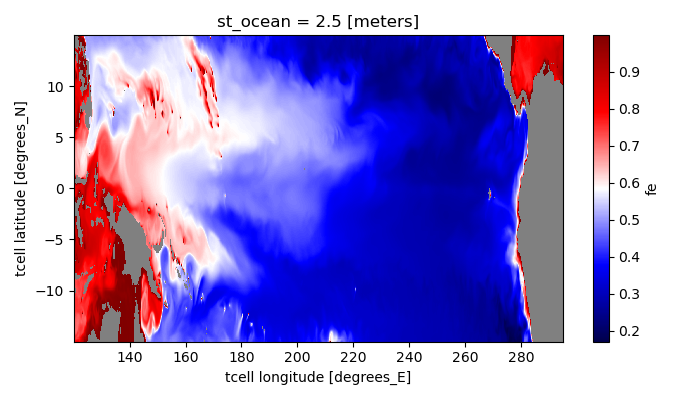 st_ocean = 2.5 [meters]
10
5
0
−5
−10
tcell latitude [degrees_N]
140 160 180 200 220 240 260 280
tcell longitude [degrees_E]
0.9
0.8
0.7
0.6
0.5
0.4
0.3
0.2
fe